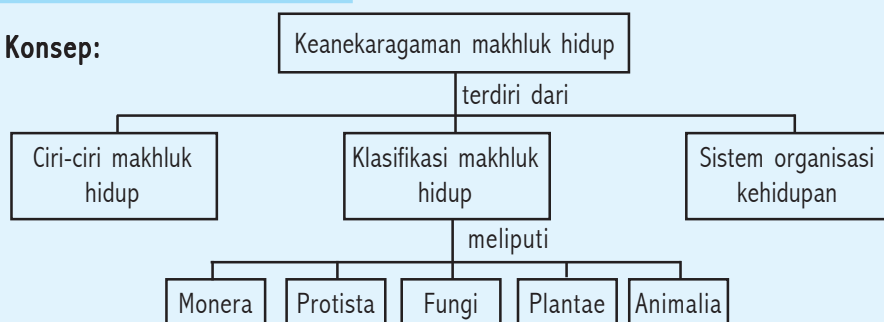 Konsep:
Keanekaragaman makhluk hidup
terdiri dari
Ciri-ciri makhluk
hidup
Klasifikasi makhluk
hidup
Sistem organisasi
kehidupan
meliputi
Monera
Protista
Fungi
Plantae
Animalia